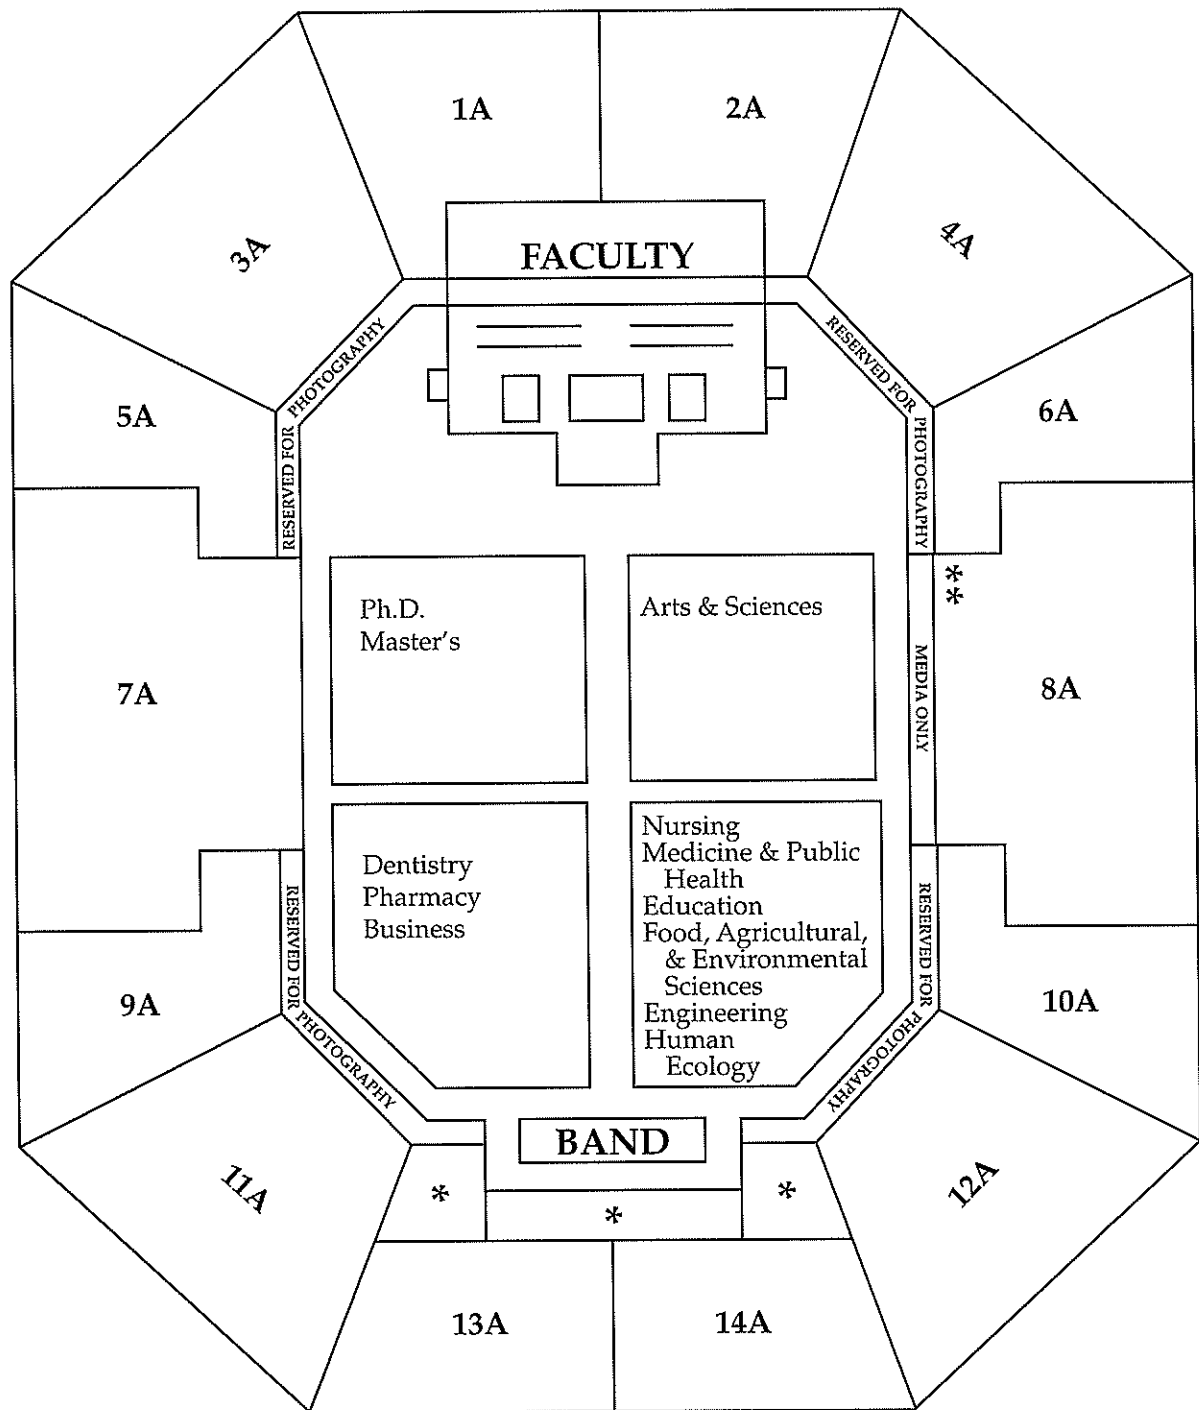 1A
2A
3A
FACULTY
4A
RESERVED FOR PHOTOGRAPHY
RESERVED FOR PHOTOGRAPHY
5A
6A
**
Ph.D.
Master's
Arts & Sciences
7A
MEDIA ONLY
8A
Dentistry
Pharmacy
Business
Nursing
Medicine & Public
Health
Education
Food, Agricultural,
& Environmental
Sciences
Engineering
Human
Ecology
RESERVED FOR PHOTOGRAPHY
RESERVED FOR PHOTOGRAPHY
9A
10A
BAND
11A
*
*
*
12A
13A
14A